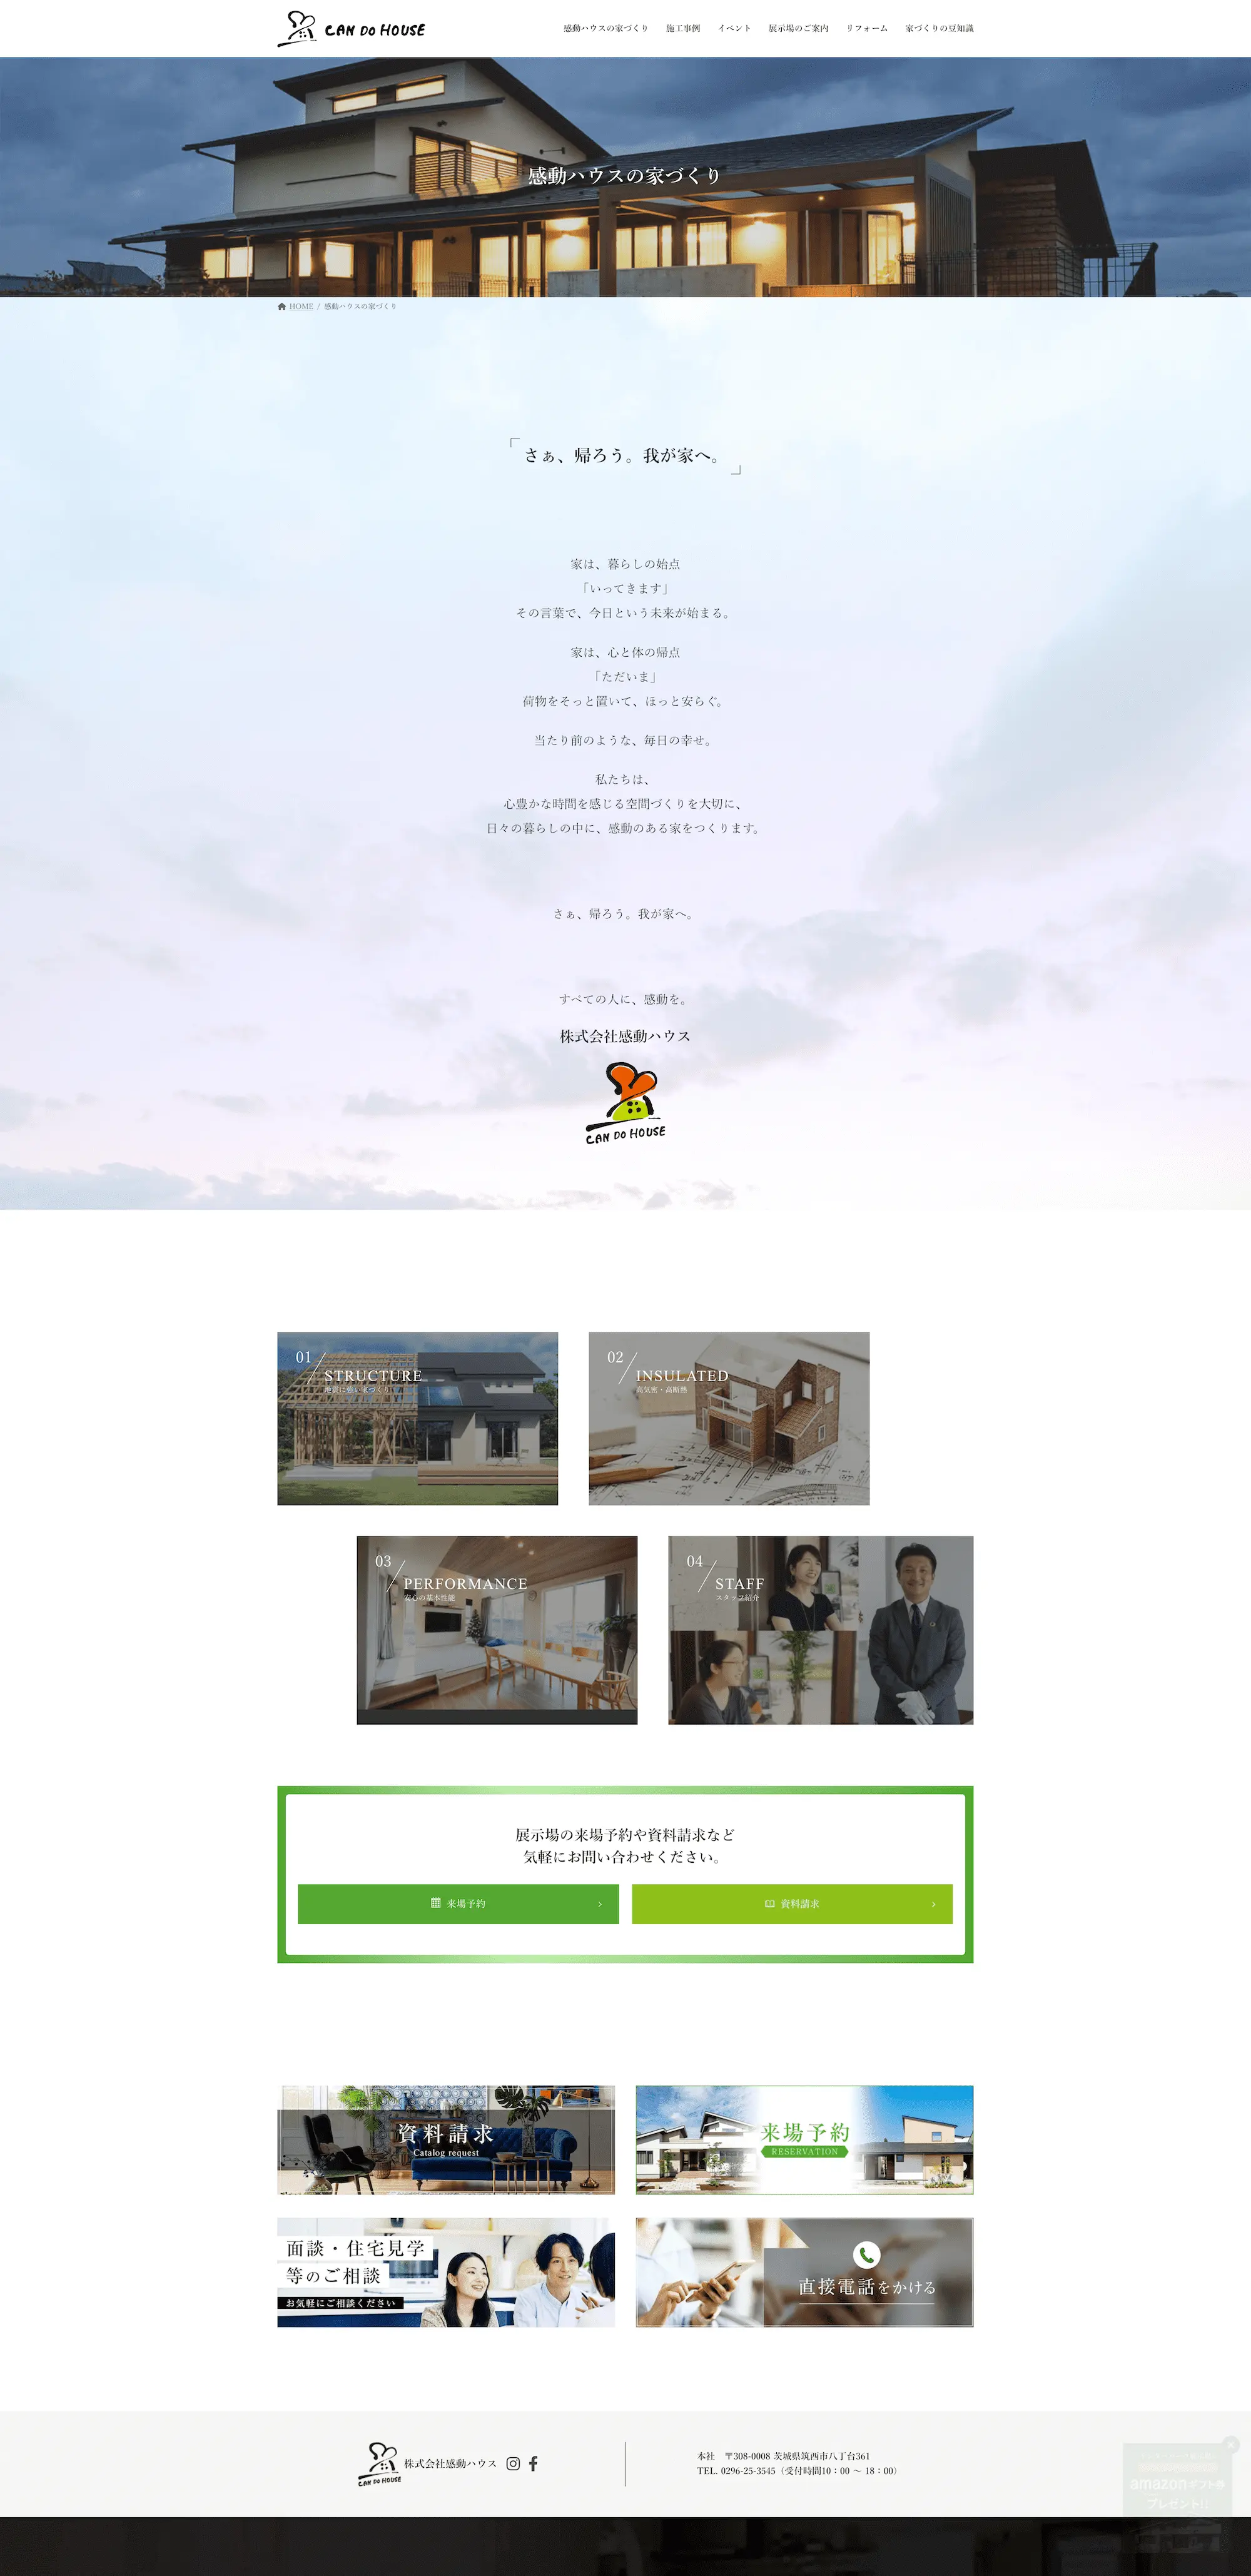 CAN DO HOUSE
感動ハウスの家づくり 施工事例 イベント 展示場のご案内 リフォーム 家づくりの豆知識
感動ハウスの家づくり
HOME / 感動ハウスの家づくり
「さぁ、帰ろう。我が家へ。」
家は、暮らしの始点
「いってきます」
その言葉で、今日という未来が始まる。
家は、心と体の帰点
「ただいま」
荷物をそっと置いて、ほっと安らぐ。
当たり前のような、毎日の幸せ。
私たちは、
心豊かな時間を感じる空間づくりを大切に、
日々の暮らしの中に、感動のある家をつくります。
さぁ、帰ろう。我が家へ。
すべての人に、感動を。
株式会社感動ハウス
CAN DO HOUSE
01
STRUCTURE
地震に強い家づくり
02
INSULATED
高気密・高断熱
03
PERFORMANCE
安心の基本性能
04
STAFF
スタッフ紹介
展示場の来場予約や資料請求など
気軽にお問い合わせください。
来場予約
資料請求
資料請求
Catalog request
来場予約
RESERVATION
面談・住宅見学
等のご相談
お気軽にご相談ください
直接電話をかける
CAN DO HOUSE
株式会社感動ハウス
本社 〒308-0008 茨城県筑西市八丁台361
TEL. 0296-25-3545（受付時間10：00 ～ 18：00）
amazonギフト券
プレゼント!!